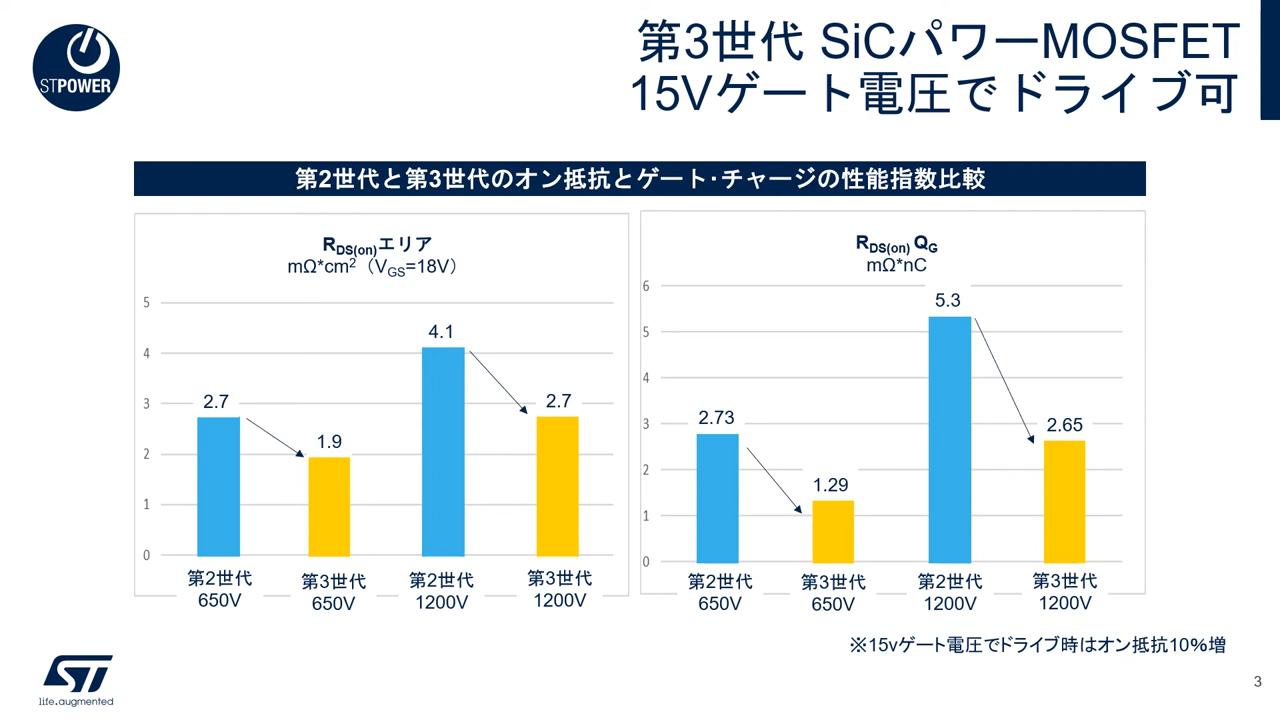 STPOWER
第3世代 SiCパワーMOSFET
15Vゲート電圧でドライブ可
第2世代と第3世代のオン抵抗とゲート･チャージの性能指数比較
RDS(on)エリア
mΩ*cm2（VGS=18V）
5
4
3
2
1
0
2.7
1.9
4.1
2.7
第2世代
650V
第3世代
650V
第2世代
1200V
第3世代
1200V
RDS(on) QG
mΩ*nC
6
5
4
3
2
1
0
2.73
1.29
5.3
2.65
第2世代
650V
第3世代
650V
第2世代
1200V
第3世代
1200V
※15vゲート電圧でドライブ時はオン抵抗10%増
ST
life.augmented
3